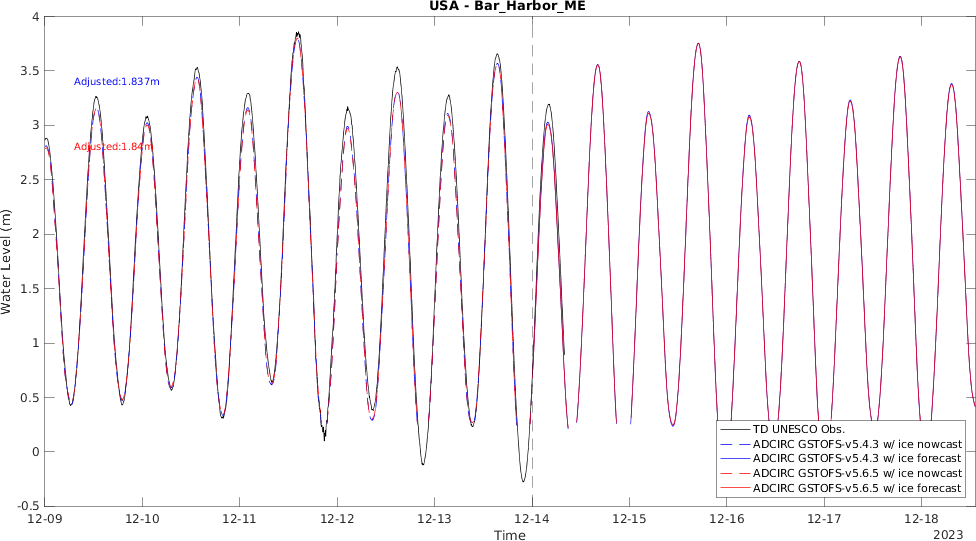 USA - Bar_Harbor_ME
4
3.5
3
2.5
2
1.5
1
0.5
0
-0.5
Water Level (m)
Adjusted:1.837m
Adjusted:1.84m
TD UNESCO Obs.
ADCIRC GSTOFS-v5.4.3 w/ ice nowcast
ADCIRC GSTOFS-v5.4.3 w/ ice forecast
ADCIRC GSTOFS-v5.6.5 w/ ice nowcast
ADCIRC GSTOFS-v5.6.5 w/ ice forecast
12-09 12-10 12-11 12-12 12-13 12-14 12-15 12-16 12-17 12-18
Time
2023